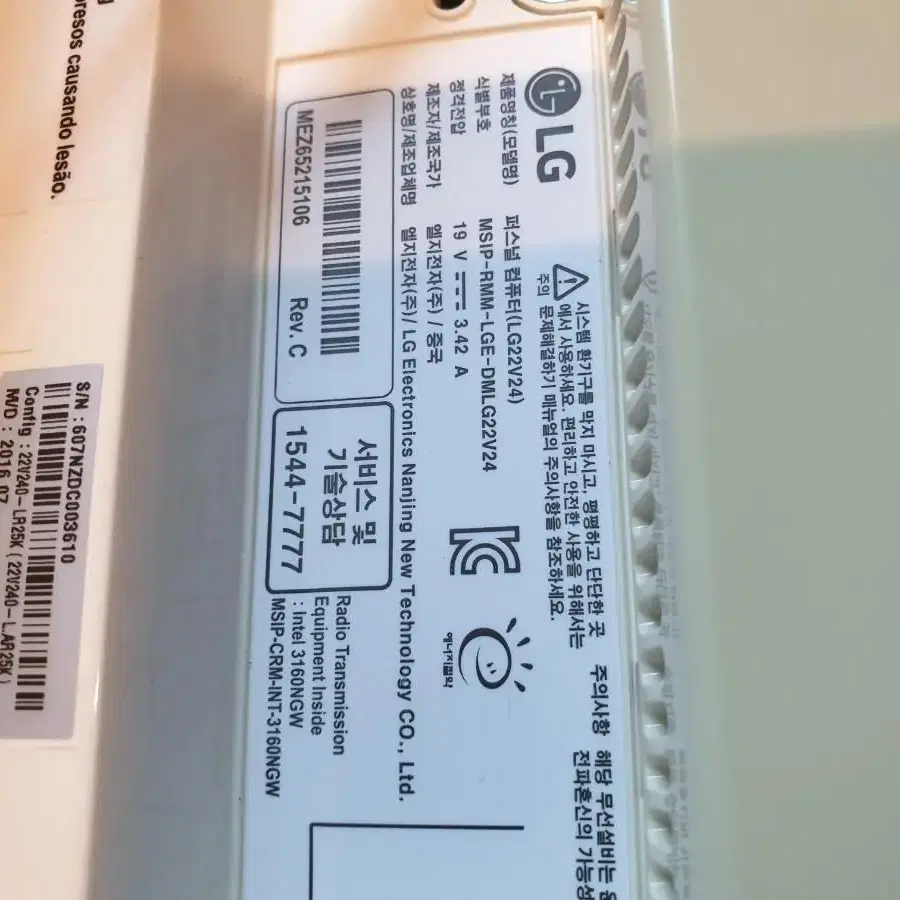 LG
제품명칭(모델명) 퍼스널 컴퓨터(LG22V24)
식별부호 MSIP-RMM-LGE-DMLG22V24
정격전압 19 V 3.42 A
제조자/제조국가 엘지전자(주) / 중국
상호명/제조업체명 엘지전자(주)/ LG Electronics Nanjing New Technology CO., Ltd.
MEZ65215106 Rev. C
서비스 및
기술상담
1544-7777
시스템 환기구를 막지 마시고, 평평하고 단단한 곳
에서 사용하세요. 편리하고 안전한 사용을 위해서는
주의 문제해결하기 매뉴얼의 주의사항을 참조하세요.
에너지절약
Radio Transmission
Equipment Inside
: Intel 3160NGW
MSIP-CRM-INT-3160NGW
주의사항 해당 무선설비는
전파혼신의 가능성
presos causando lesão.
S/N : 607NZDC003610
Config : 22V240-LR25K ( 22V240-L.AR25K )
M/D : 2016.07